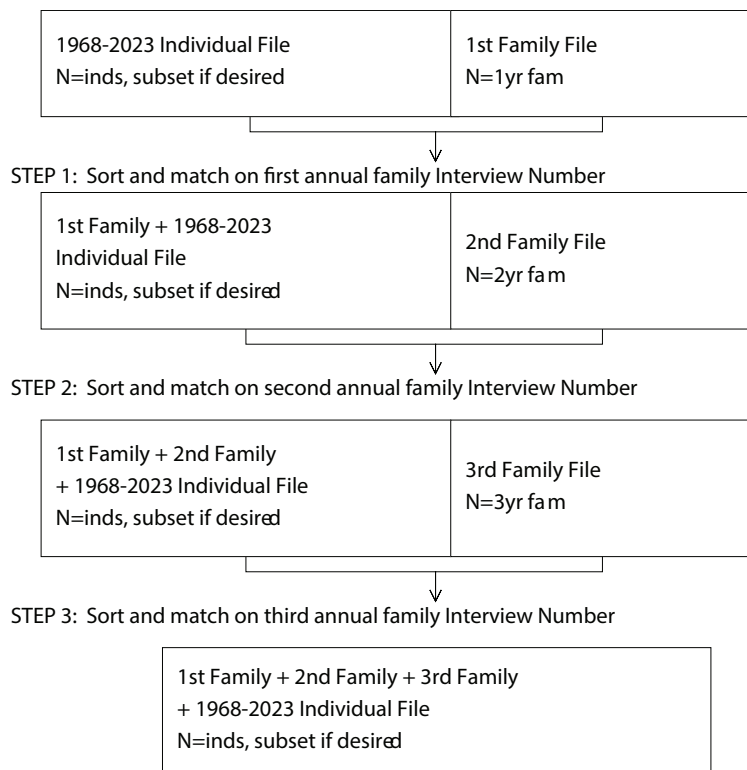 1968-2023 Individual File
N=inds, subset if desired
1st Family File
N=1yr fam
STEP 1: Sort and match on first annual family Interview Number
1st Family + 1968-2023
Individual File
N=inds, subset if desired
2nd Family File
N=2yr fam
STEP 2: Sort and match on second annual family Interview Number
1st Family + 2nd Family
+ 1968-2023 Individual File
N=inds, subset if desired
3rd Family File
N=3yr fam
STEP 3: Sort and match on third annual family Interview Number
1st Family + 2nd Family + 3rd Family
+ 1968-2023 Individual File
N=inds, subset if desired